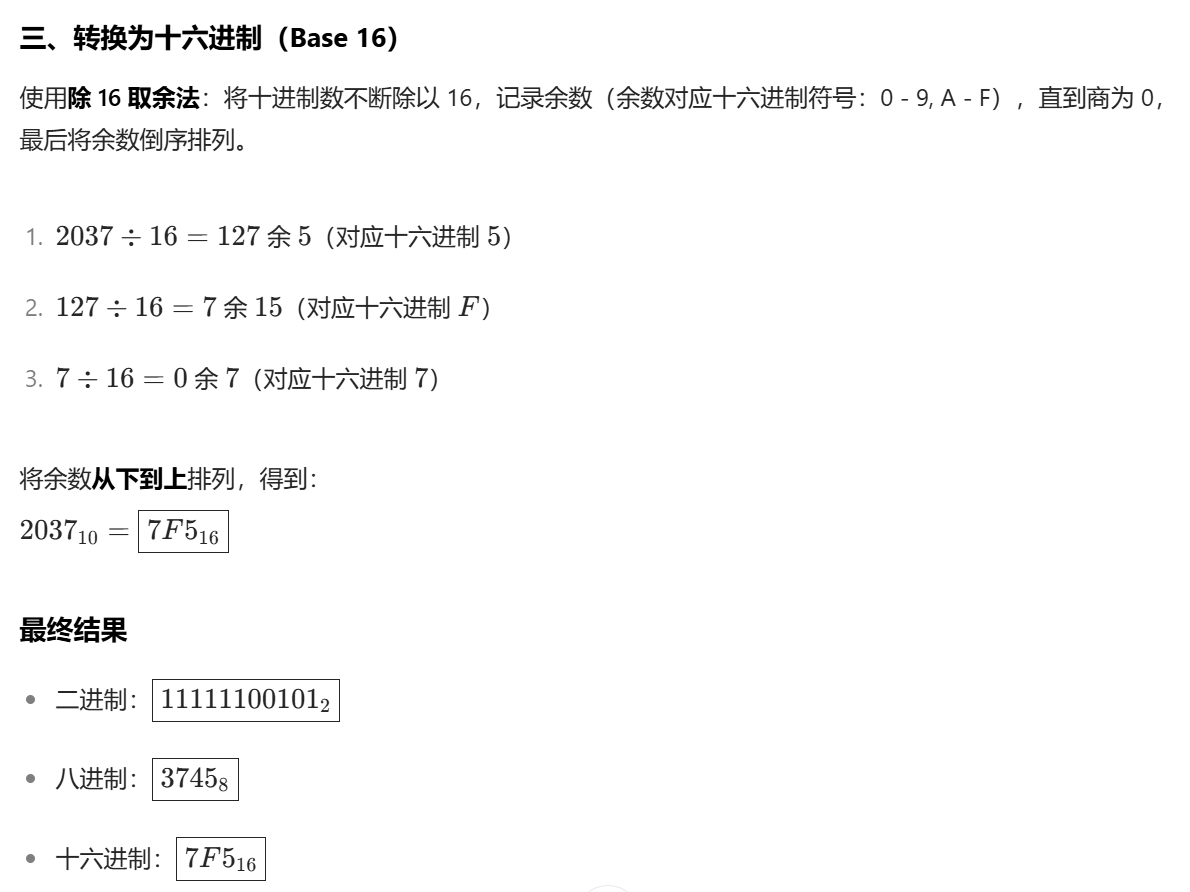 三、转换为十六进制（Base 16）
使用除 16 取余法：将十进制数不断除以 16，记录余数（余数对应十六进制符号：0 - 9, A - F），直到商为 0，
最后将余数倒序排列。
1. 2037 ÷ 16 = 127 余 5（对应十六进制 5）
2. 127 ÷ 16 = 7 余 15（对应十六进制 F）
3. 7 ÷ 16 = 0 余 7（对应十六进制 7）
将余数从下到上排列，得到：
2037₁₀ = 7F5₁₆
最终结果
• 二进制：11111100101₂
• 八进制：3745₈
• 十六进制：7F5₁₆